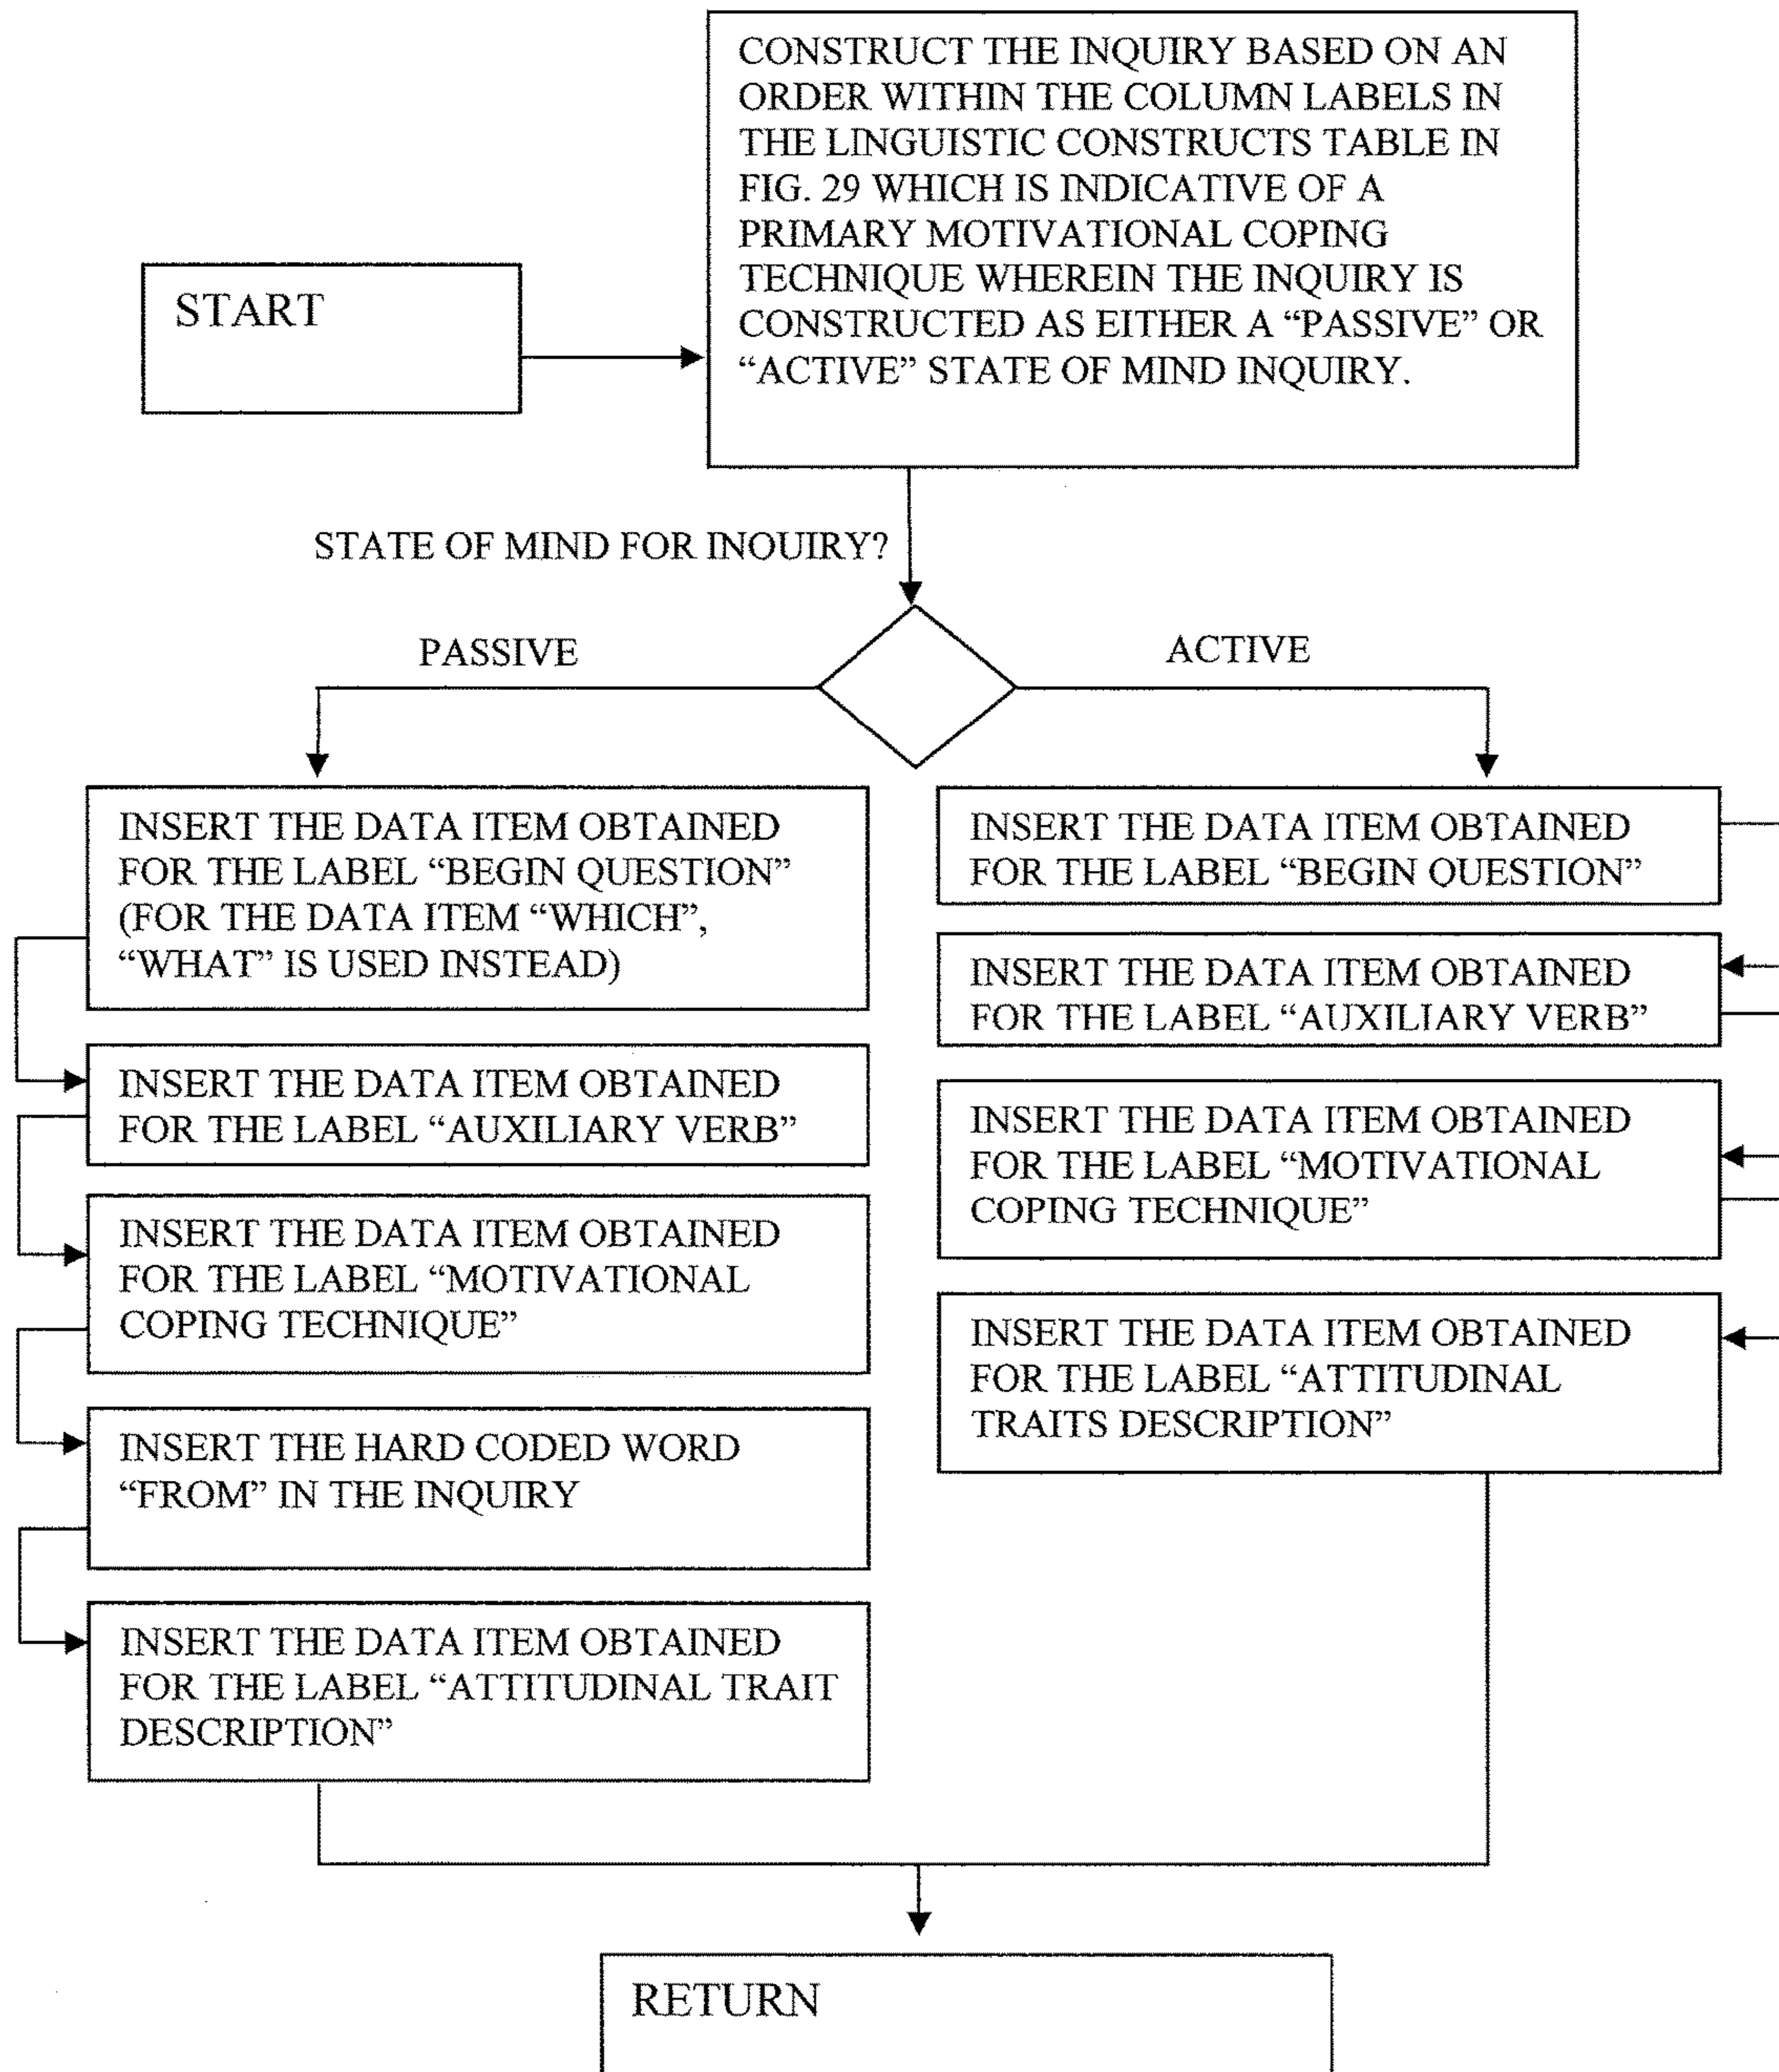 START
CONSTRUCT THE INQUIRY BASED ON AN
ORDER WITHIN THE COLUMN LABELS IN
THE LINGUISTIC CONSTRUCTS TABLE IN
FIG. 29 WHICH IS INDICATIVE OF A
PRIMARY MOTIVATIONAL COPING
TECHNIQUE WHEREIN THE INQUIRY IS
CONSTRUCTED AS EITHER A “PASSIVE” OR
“ACTIVE” STATE OF MIND INQUIRY.
STATE OF MIND FOR INQUIRY?
PASSIVE
ACTIVE
INSERT THE DATA ITEM OBTAINED
FOR THE LABEL “BEGIN QUESTION”
(FOR THE DATA ITEM “WHICH”,
“WHAT” IS USED INSTEAD)
INSERT THE DATA ITEM OBTAINED
FOR THE LABEL “AUXILIARY VERB”
INSERT THE DATA ITEM OBTAINED
FOR THE LABEL “MOTIVATIONAL
COPING TECHNIQUE”
INSERT THE HARD CODED WORD
“FROM” IN THE INQUIRY
INSERT THE DATA ITEM OBTAINED
FOR THE LABEL “ATTITUDINAL TRAIT
DESCRIPTION”
INSERT THE DATA ITEM OBTAINED
FOR THE LABEL “BEGIN QUESTION”
INSERT THE DATA ITEM OBTAINED
FOR THE LABEL “AUXILIARY VERB”
INSERT THE DATA ITEM OBTAINED
FOR THE LABEL “MOTIVATIONAL
COPING TECHNIQUE”
INSERT THE DATA ITEM OBTAINED
FOR THE LABEL “ATTITUDINAL
TRAITS DESCRIPTION”
RETURN